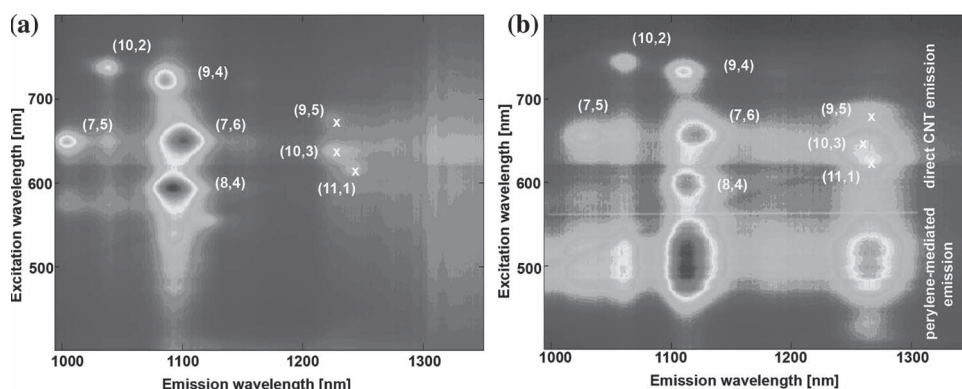 (a)
(10,2)
(9,4)
(7,5)
(7,6)
(9,5)
(10,3)
(8,4)
(11,1)
700
600
500
Excitation wavelength [nm]
1000 1100 1200 1300
Emission wavelength [nm]
(b)
(10,2)
(9,4)
(7,5)
(7,6)
(9,5)
(10,3)
(8,4)
(11,1)
direct CNT emission
perylene-mediated
emission
700
600
500
Excitation wavelength [nm]
1000 1100 1200 1300
Emission wavelength [nm]